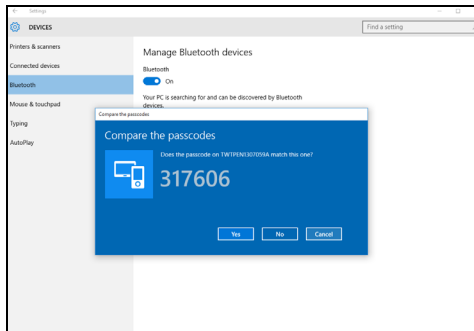 Settings
DEVICES
Find a setting
Printers & scanners
Connected devices
Bluetooth
Mouse & touchpad
Typing
AutoPlay
Manage Bluetooth devices
Bluetooth
On
Your PC is searching for and can be discovered by Bluetooth
devices.
Compare the passcodes
Compare the passcodes
Does the passcode on TWTPENI1307059A match this one?
317606
Yes
No
Cancel